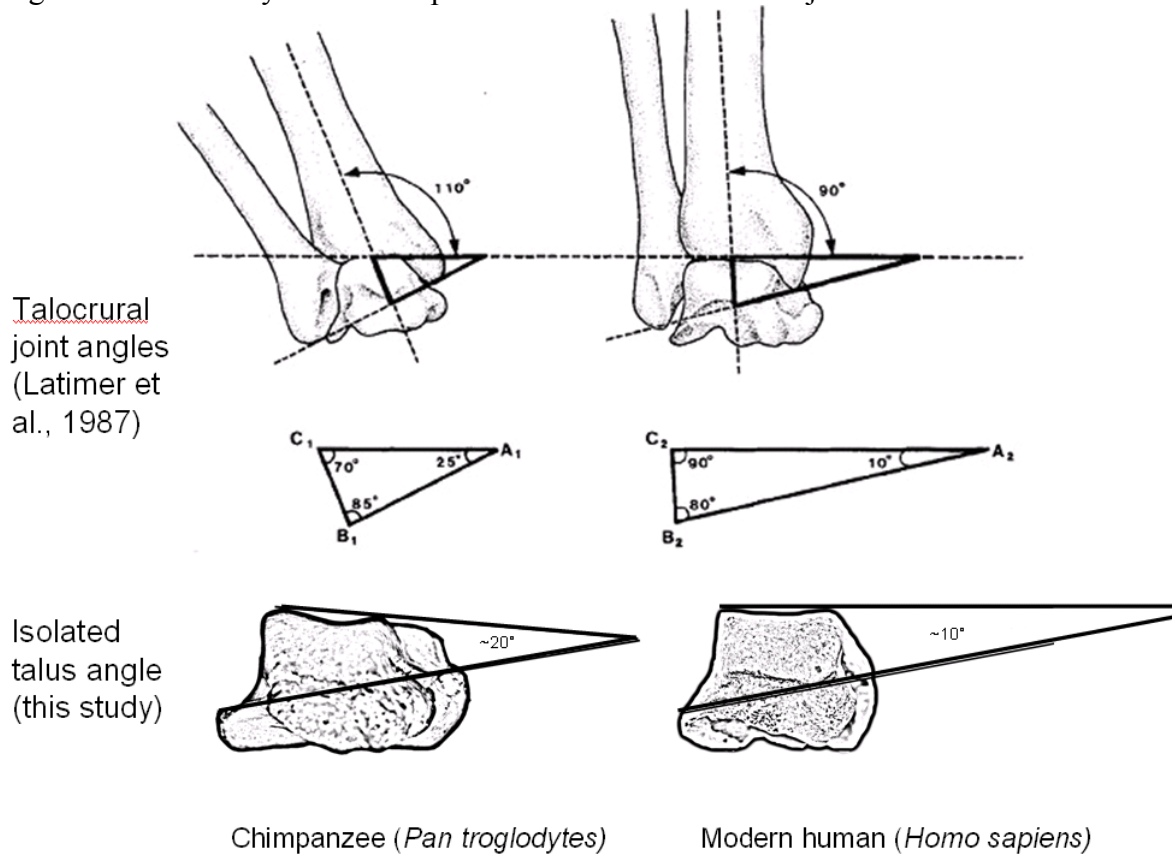 110°
90°
Talocrural
joint angles
(Latimer et
al., 1987)
C₁
A₁
70°
25°
85°
B₁
C₂
A₂
90°
10°
80°
B₂
Isolated
talus angle
(this study)
~20°
~10°
Chimpanzee (Pan troglodytes)
Modern human (Homo sapiens)